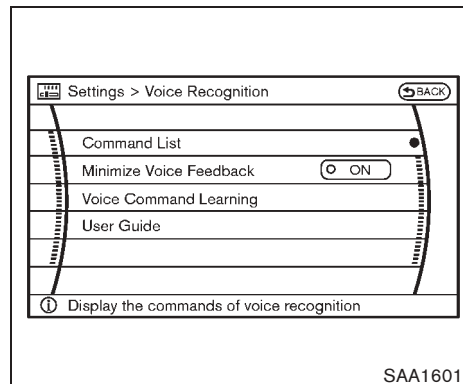 Settings > Voice Recognition
BACK
Command List
Minimize Voice Feedback
ON
Voice Command Learning
User Guide
Display the commands of voice recognition
SAA1601